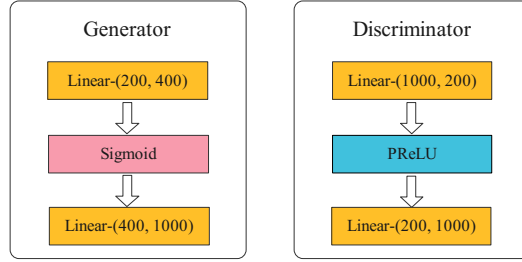 Generator
Linear-(200, 400)
Sigmoid
Linear-(400, 1000)
Discriminator
Linear-(1000, 200)
PReLU
Linear-(200, 1000)